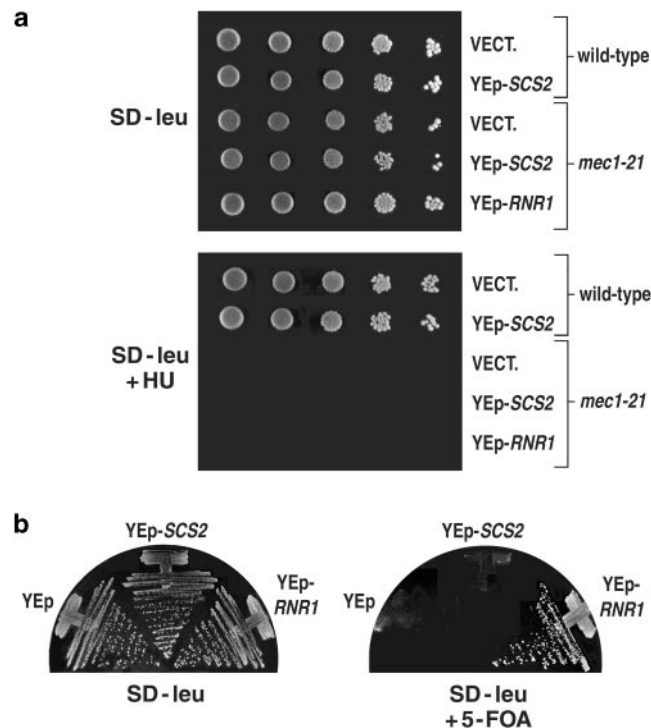 a
SD-leu
VECT.
YEp-SCS2
wild-type
VECT.
YEp-SCS2
YEp-RNR1
mec1-21
SD-leu
+HU
VECT.
YEp-SCS2
wild-type
VECT.
YEp-SCS2
YEp-RNR1
mec1-21
b
YEp
YEp-SCS2
YEp-
RNR1
SD-leu
YEp
YEp-SCS2
YEp-
RNR1
SD-leu
+5-FOA